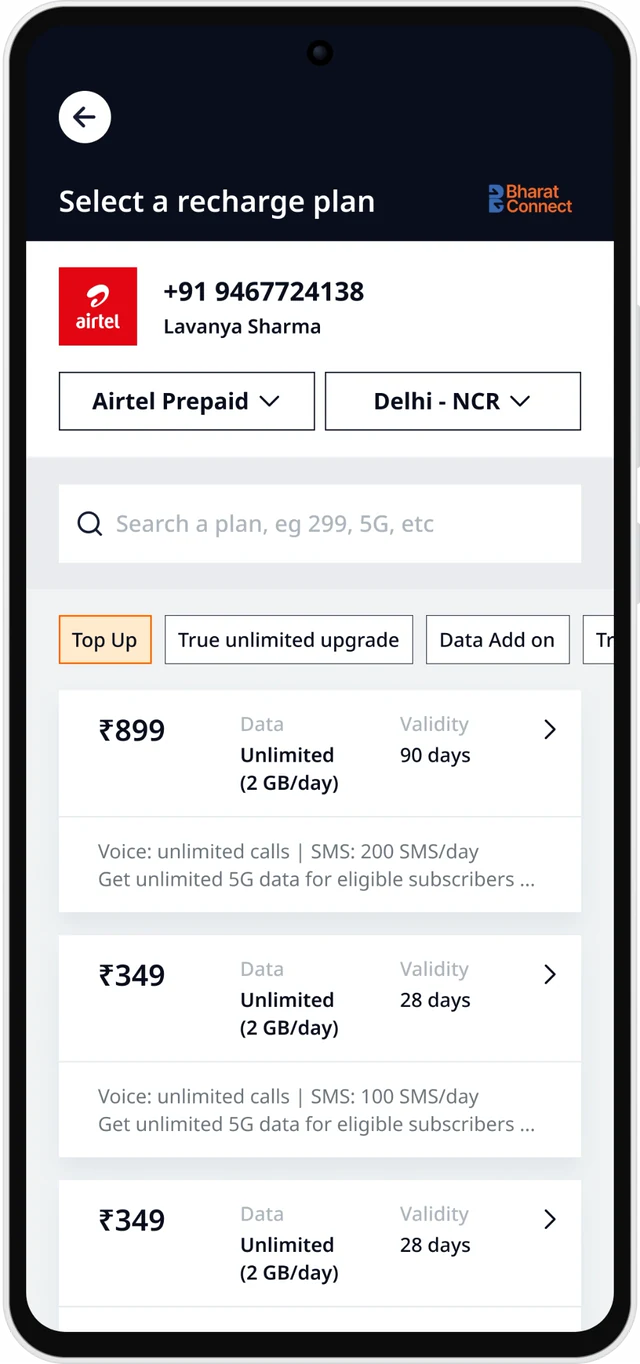 Select a recharge plan
Bharat
Connect
airtel
+91 9467724138
Lavanya Sharma
Airtel Prepaid
Delhi - NCR
Search a plan, eg 299, 5G, etc
Top Up
True unlimited upgrade
Data Add on
Tr
₹899
Data
Validity
Unlimited
90 days
(2 GB/day)
Voice: unlimited calls | SMS: 200 SMS/day
Get unlimited 5G data for eligible subscribers ...
₹349
Data
Validity
Unlimited
28 days
(2 GB/day)
Voice: unlimited calls | SMS: 100 SMS/day
Get unlimited 5G data for eligible subscribers ...
₹349
Data
Validity
Unlimited
28 days
(2 GB/day)